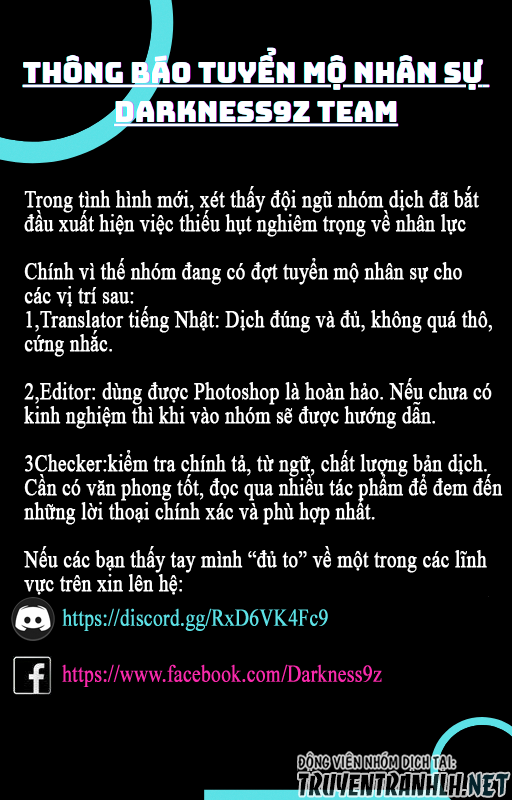 THÔNG BÁO TUYỂN MỘ NHÂN SỰ
DARKNESS9Z TEAM
Trong tình hình mới, xét thấy đội ngũ nhóm dịch đã bắt
đầu xuất hiện việc thiếu hụt nghiêm trọng về nhân lực
Chính vì thế nhóm đang có đợt tuyển mộ nhân sự cho
các vị trí sau:
1,Translator tiếng Nhật: Dịch đúng và đủ, không quá thô,
cứng nhắc.
2,Editor: dùng được Photoshop là hoàn hảo. Nếu chưa có
kinh nghiệm thì khi vào nhóm sẽ được hướng dẫn.
3Checker:kiểm tra chính tả, từ ngữ, chất lượng bản dịch.
Cần có văn phong tốt, đọc qua nhiều tác phẩm để đem đến
những lời thoại chính xác và phù hợp nhất.
Nếu các bạn thấy tay mình “đủ to” về một trong các lĩnh
vực trên xin lên hệ:
https://discord.gg/RxD6VK4Fc9
https://www.facebook.com/Darkness9z
ĐỘNG VIÊN NHÓM DỊCH TẠI:
TRUYENTRANHLH.NET